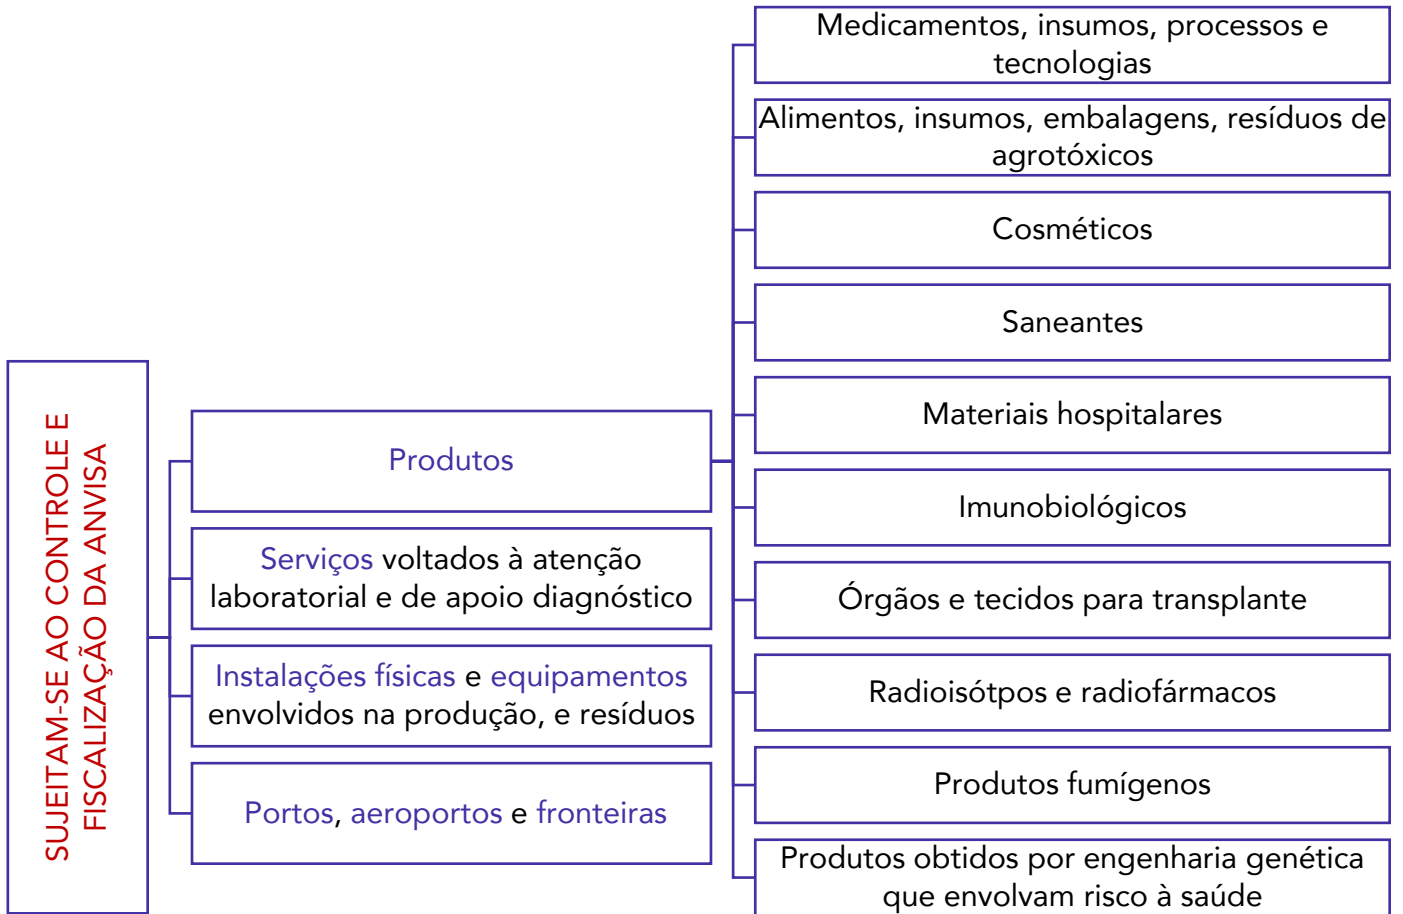 SUJEITAM-SE AO CONTROLE E
FISCALIZAÇÃO DA ANVISA
Produtos
Serviços voltados à atenção
laboratorial e de apoio diagnóstico
Instalações físicas e equipamentos
envolvidos na produção, e resíduos
Portos, aeroportos e fronteiras
Medicamentos, insumos, processos e
tecnologias
Alimentos, insumos, embalagens, resíduos de
agrotóxicos
Cosméticos
Saneantes
Materiais hospitalares
Imunobiológicos
Órgãos e tecidos para transplante
Radioisótpos e radiofármacos
Produtos fumígenos
Produtos obtidos por engenharia genética
que envolvam risco à saúde